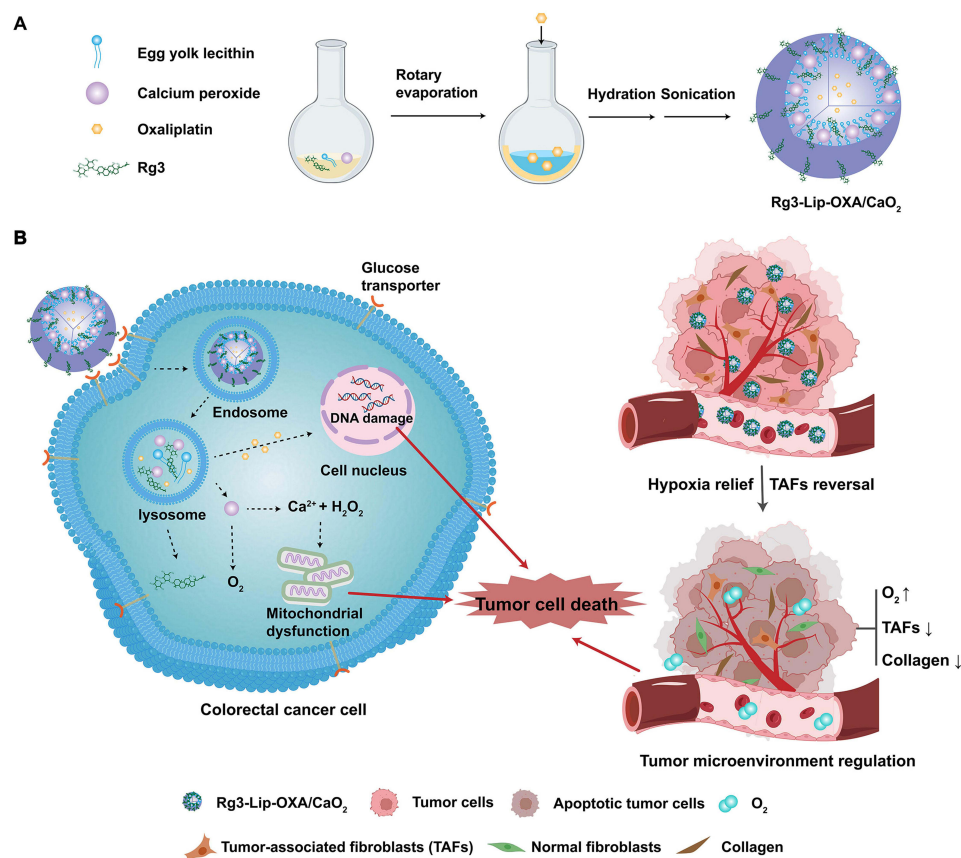 A
Egg yolk lecithin
Calcium peroxide
Oxaliplatin
Rg3
Rotary
evaporation
Hydration Sonication
Rg3-Lip-OXA/CaO₂
B
Glucose
transporter
Endosome
DNA damage
Cell nucleus
lysosome
Ca²⁺ + H₂O₂
O₂
Mitochondrial
dysfunction
Colorectal cancer cell
Tumor cell death
Hypoxia relief
TAFs reversal
O₂ ↑
TAFs ↓
Collagen ↓
Tumor microenvironment regulation
Rg3-Lip-OXA/CaO₂
Tumor cells
Apoptotic tumor cells
O₂
Tumor-associated fibroblasts (TAFs)
Normal fibroblasts
Collagen